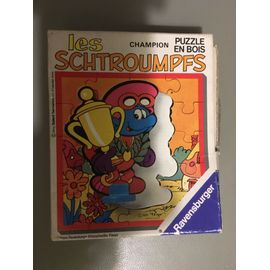 les
CHAMPION
PUZZLE
EN BOIS
SCHTROUMPFS
Ravensburger